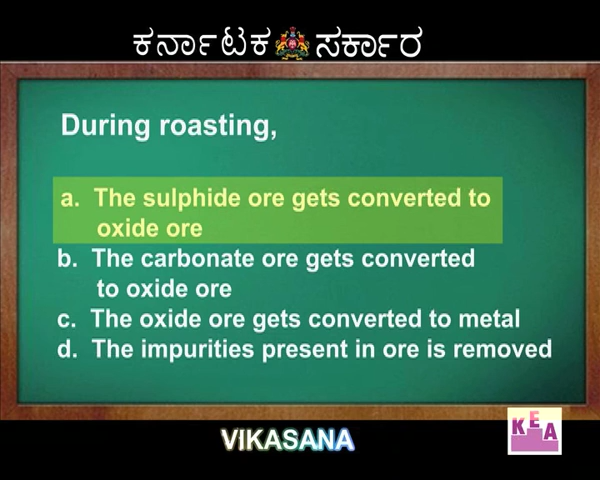 ಕರ್ನಾಟಕ ಸರ್ಕಾರ
During roasting,
a. The sulphide ore gets converted to
oxide ore
b. The carbonate ore gets converted
to oxide ore
c. The oxide ore gets converted to metal
d. The impurities present in ore is removed
VIKASANA
KEA